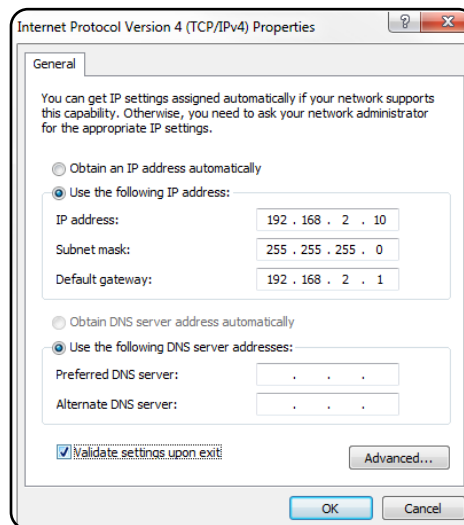 Internet Protocol Version 4 (TCP/IPv4) Properties
General
You can get IP settings assigned automatically if your network supports
this capability. Otherwise, you need to ask your network administrator
for the appropriate IP settings.
Obtain an IP address automatically
Use the following IP address:
IP address: 192 . 168 . 2 . 10
Subnet mask: 255 . 255 . 255 . 0
Default gateway: 192 . 168 . 2 . 1
Obtain DNS server address automatically
Use the following DNS server addresses:
Preferred DNS server: . . .
Alternate DNS server: . . .
Validate settings upon exit
Advanced...
OK Cancel